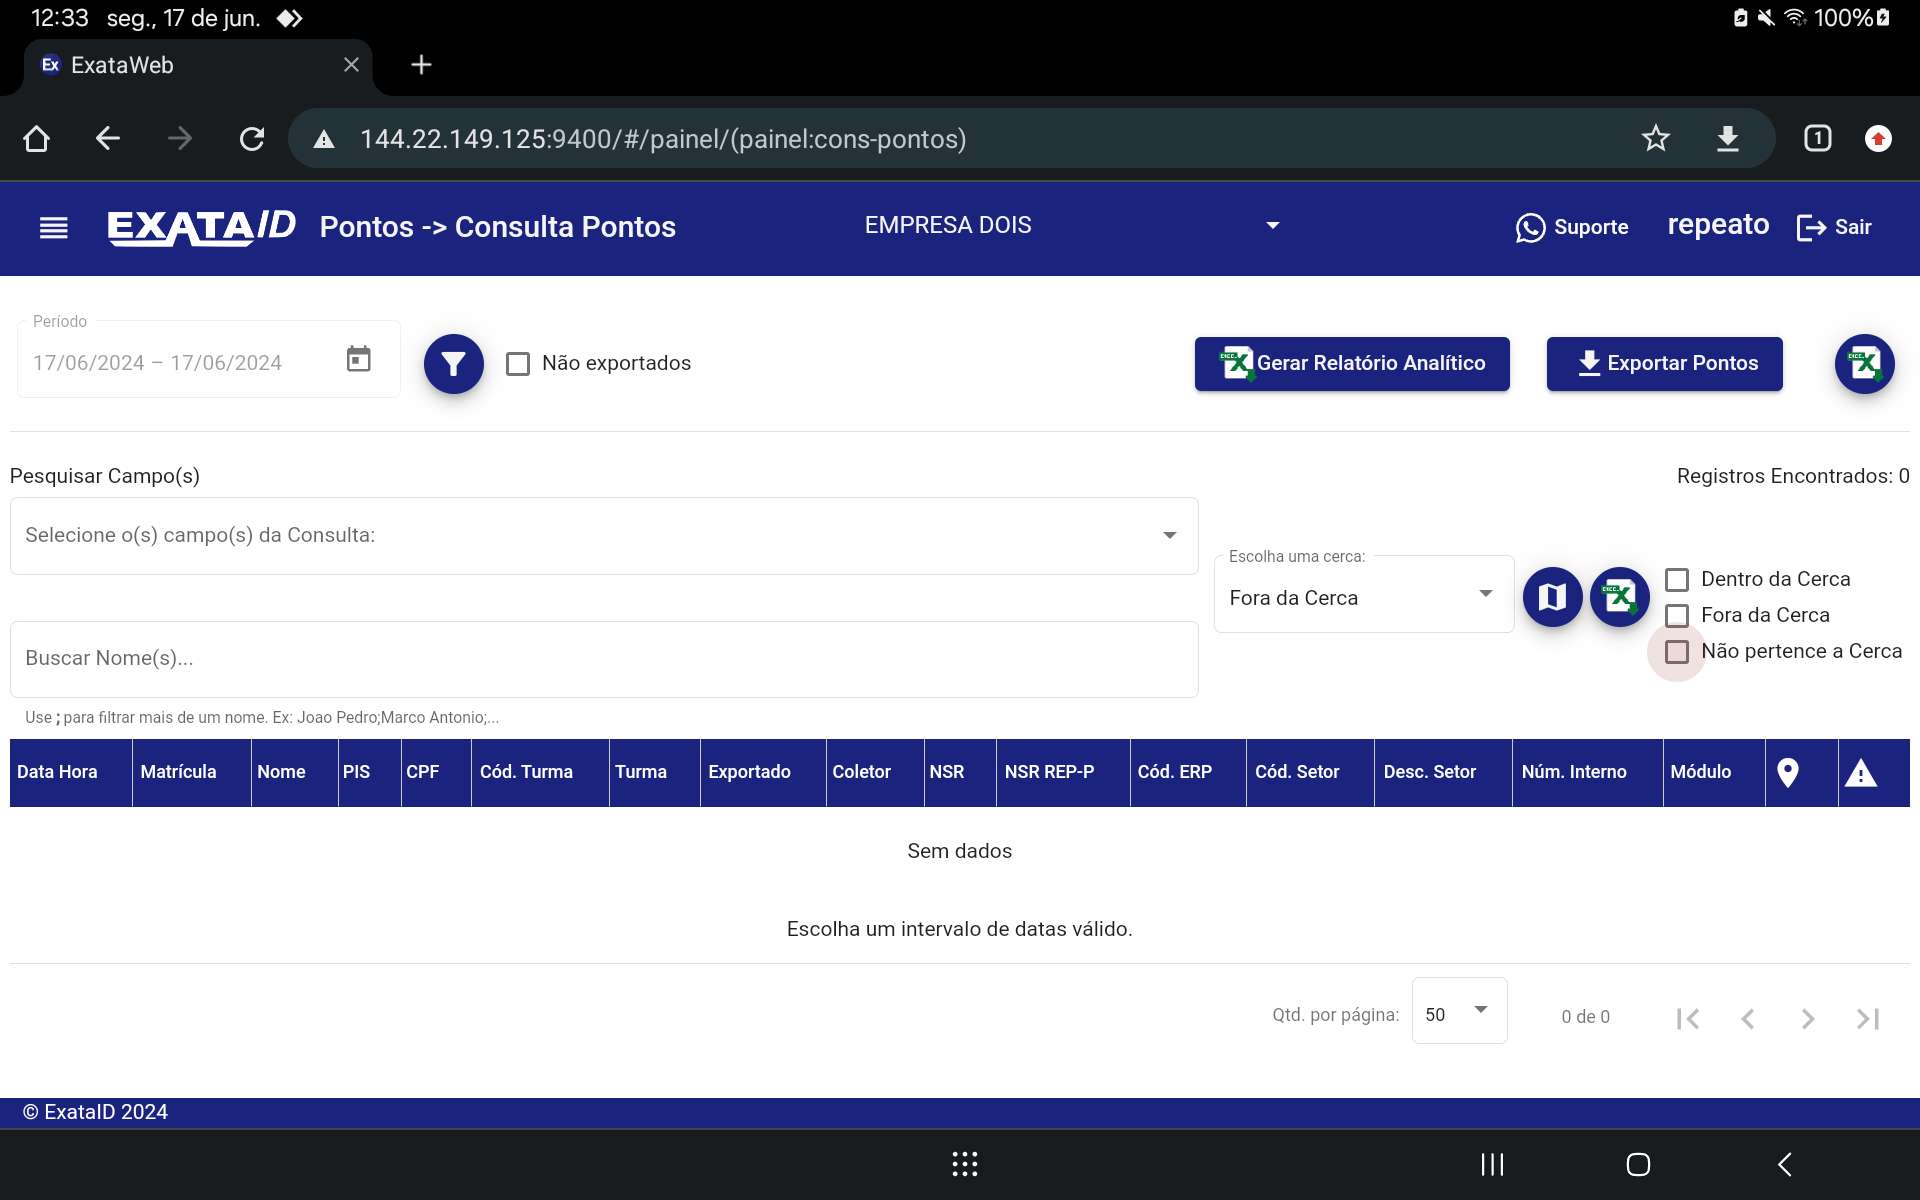 12:33 seg., 17 de jun. 100%
Ex ExataWeb
144.22.149.125:9400/#/painel/(painel:cons-pontos) 1
EXATA/ID Pontos -> Consulta Pontos EMPRESA DOIS Suporte repeato Sair
Período
17/06/2024 – 17/06/2024 Não exportados Gerar Relatório Analítico Exportar Pontos
Pesquisar Campo(s) Registros Encontrados: 0
Selecione o(s) campo(s) da Consulta:
Escolha uma cerca:
Fora da Cerca
Dentro da Cerca
Fora da Cerca
Não pertence a Cerca
Buscar Nome(s)...
Use ; para filtrar mais de um nome. Ex: Joao Pedro;Marco Antonio;...
Data Hora Matrícula Nome PIS CPF Cód. Turma Turma Exportado Coletor NSR NSR REP-P Cód. ERP Cód. Setor Desc. Setor Núm. Interno Módulo
Sem dados
Escolha um intervalo de datas válido.
Qtd. por página: 50 0 de 0
© ExataID 2024